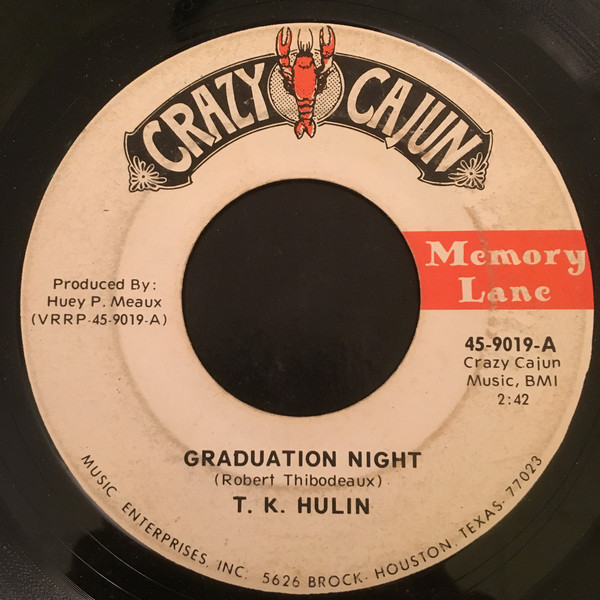 CRAZY CAJUN
Memory
Lane
Produced By:
Huey P. Meaux
(VRRP-45-9019-A)
45-9019-A
Crazy Cajun
Music, BMI
2:42
GRADUATION NIGHT
(Robert Thibodeaux)
T. K. HULIN
MUSIC ENTERPRISES, INC. 5626 BROCK- HOUSTON, TEXAS- 77023